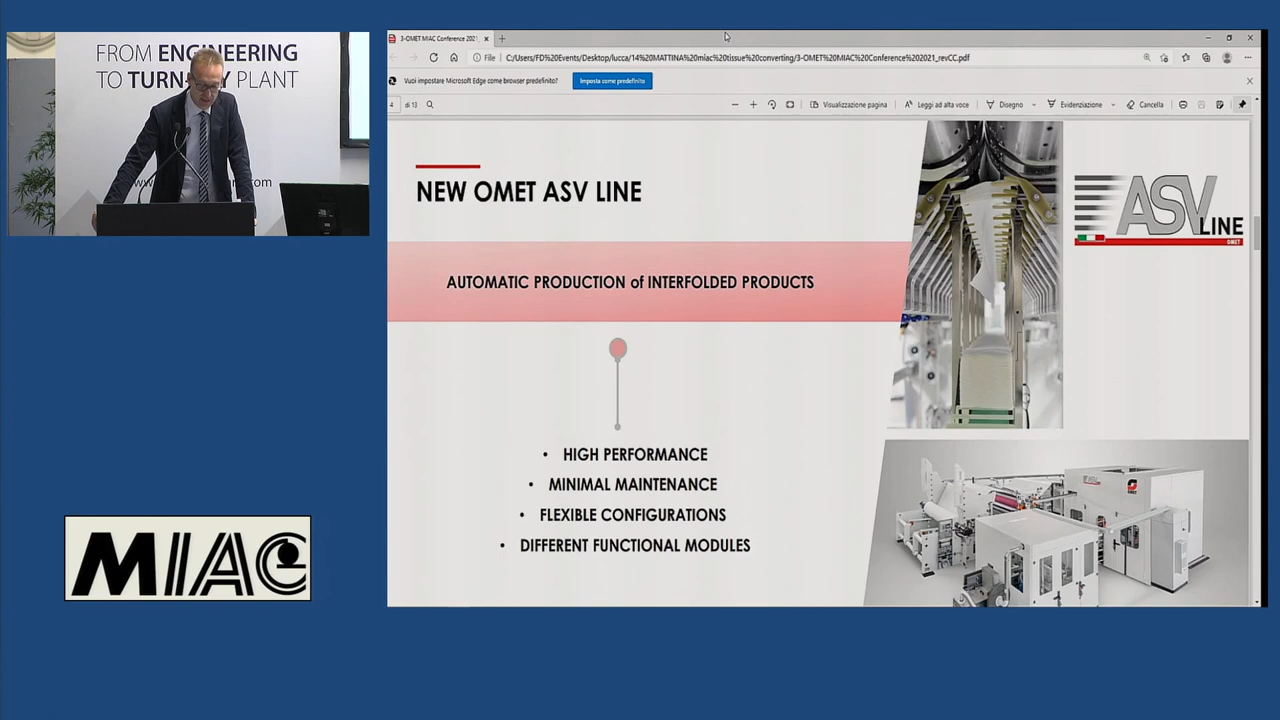 FROM ENGINEERING
TO TURN PLANT
.com
MIAC
3-OMET MIAC Conference 2021
File
C:/Users/FD%20Events/Desktop/lucca/14%20MATTINA%20miac%20tissue%20converting/3-OMET%20MIAC%20Conference%202021_revCC.pdf
Vuoi impostare Microsoft Edge come browser predefinito?
Imposta come predefinito
4 di 13
Visualizzazione pagina
Leggi ad alta voce
Disegno
Evidenziazione
Cancella
NEW OMET ASV LINE
ASV
LINE
OMET
AUTOMATIC PRODUCTION of INTERFOLDED PRODUCTS
• HIGH PERFORMANCE
• MINIMAL MAINTENANCE
• FLEXIBLE CONFIGURATIONS
• DIFFERENT FUNCTIONAL MODULES